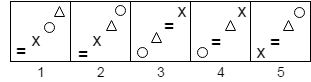 = X
= X
= X
= X
X =
1 2 3 4 5